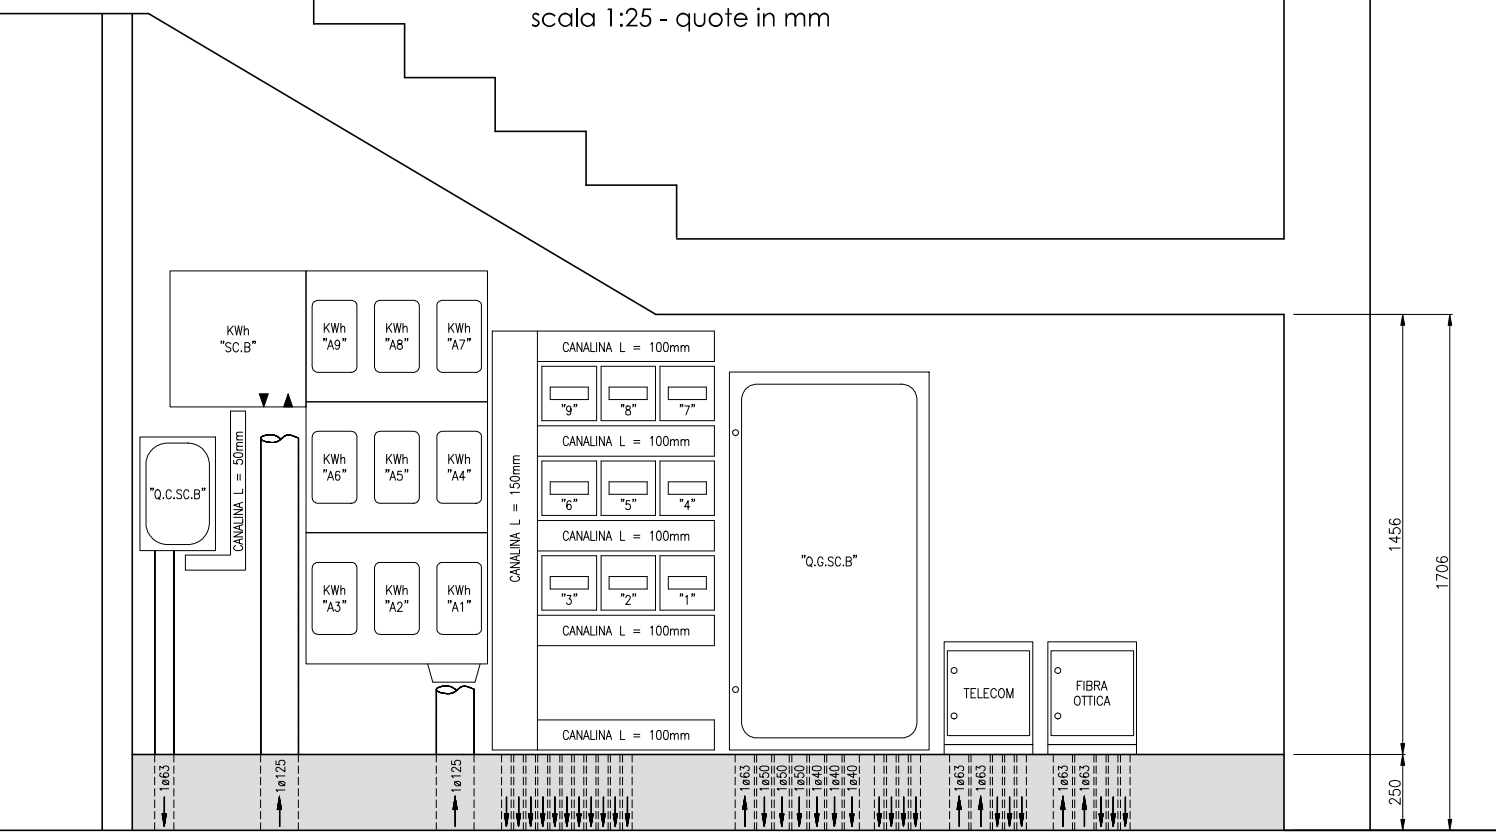 scala 1:25 - quote in mm
KWh
"SC.B"
KWh
"A9"
KWh
"A8"
KWh
"A7"
CANALINA L = 100mm
"9"
"8"
"7"
CANALINA L = 100mm
"Q.C.SC.B"
CANALINA L = 50mm
KWh
"A6"
KWh
"A5"
KWh
"A4"
CANALINA L = 150mm
"6"
"5"
"4"
CANALINA L = 100mm
KWh
"A3"
KWh
"A2"
KWh
"A1"
"3"
"2"
"1"
CANALINA L = 100mm
CANALINA L = 100mm
"Q.G.SC.B"
TELECOM
FIBRA
OTTICA
1456
1706
250
1ø63
1ø125
1ø125
1ø63
1ø50
1ø50
1ø50
1ø40
1ø40
1ø40
1ø63
1ø63
1ø63
1ø63